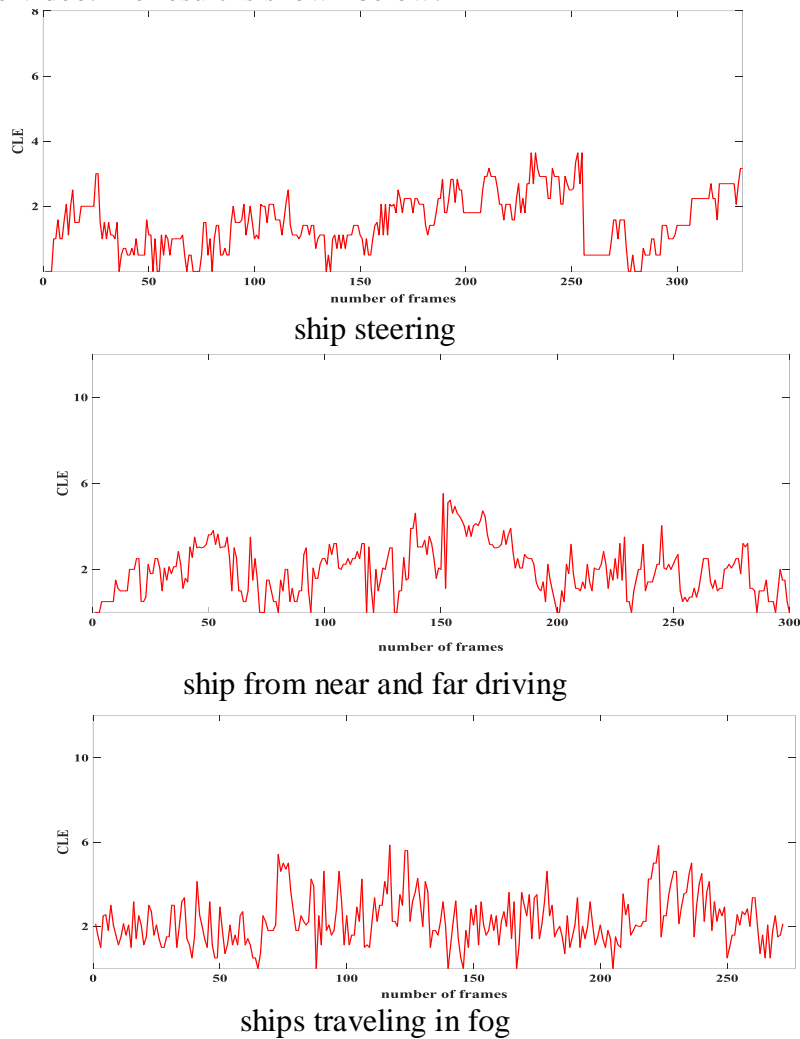 8
6
4
2
CLE
50 100 150 200 250 300
number of frames
ship steering
10
6
2
CLE
0 50 100 150 200 250 300
number of frames
ship from near and far driving
10
6
2
CLE
0 50 100 150 200 250
number of frames
ships traveling in fog